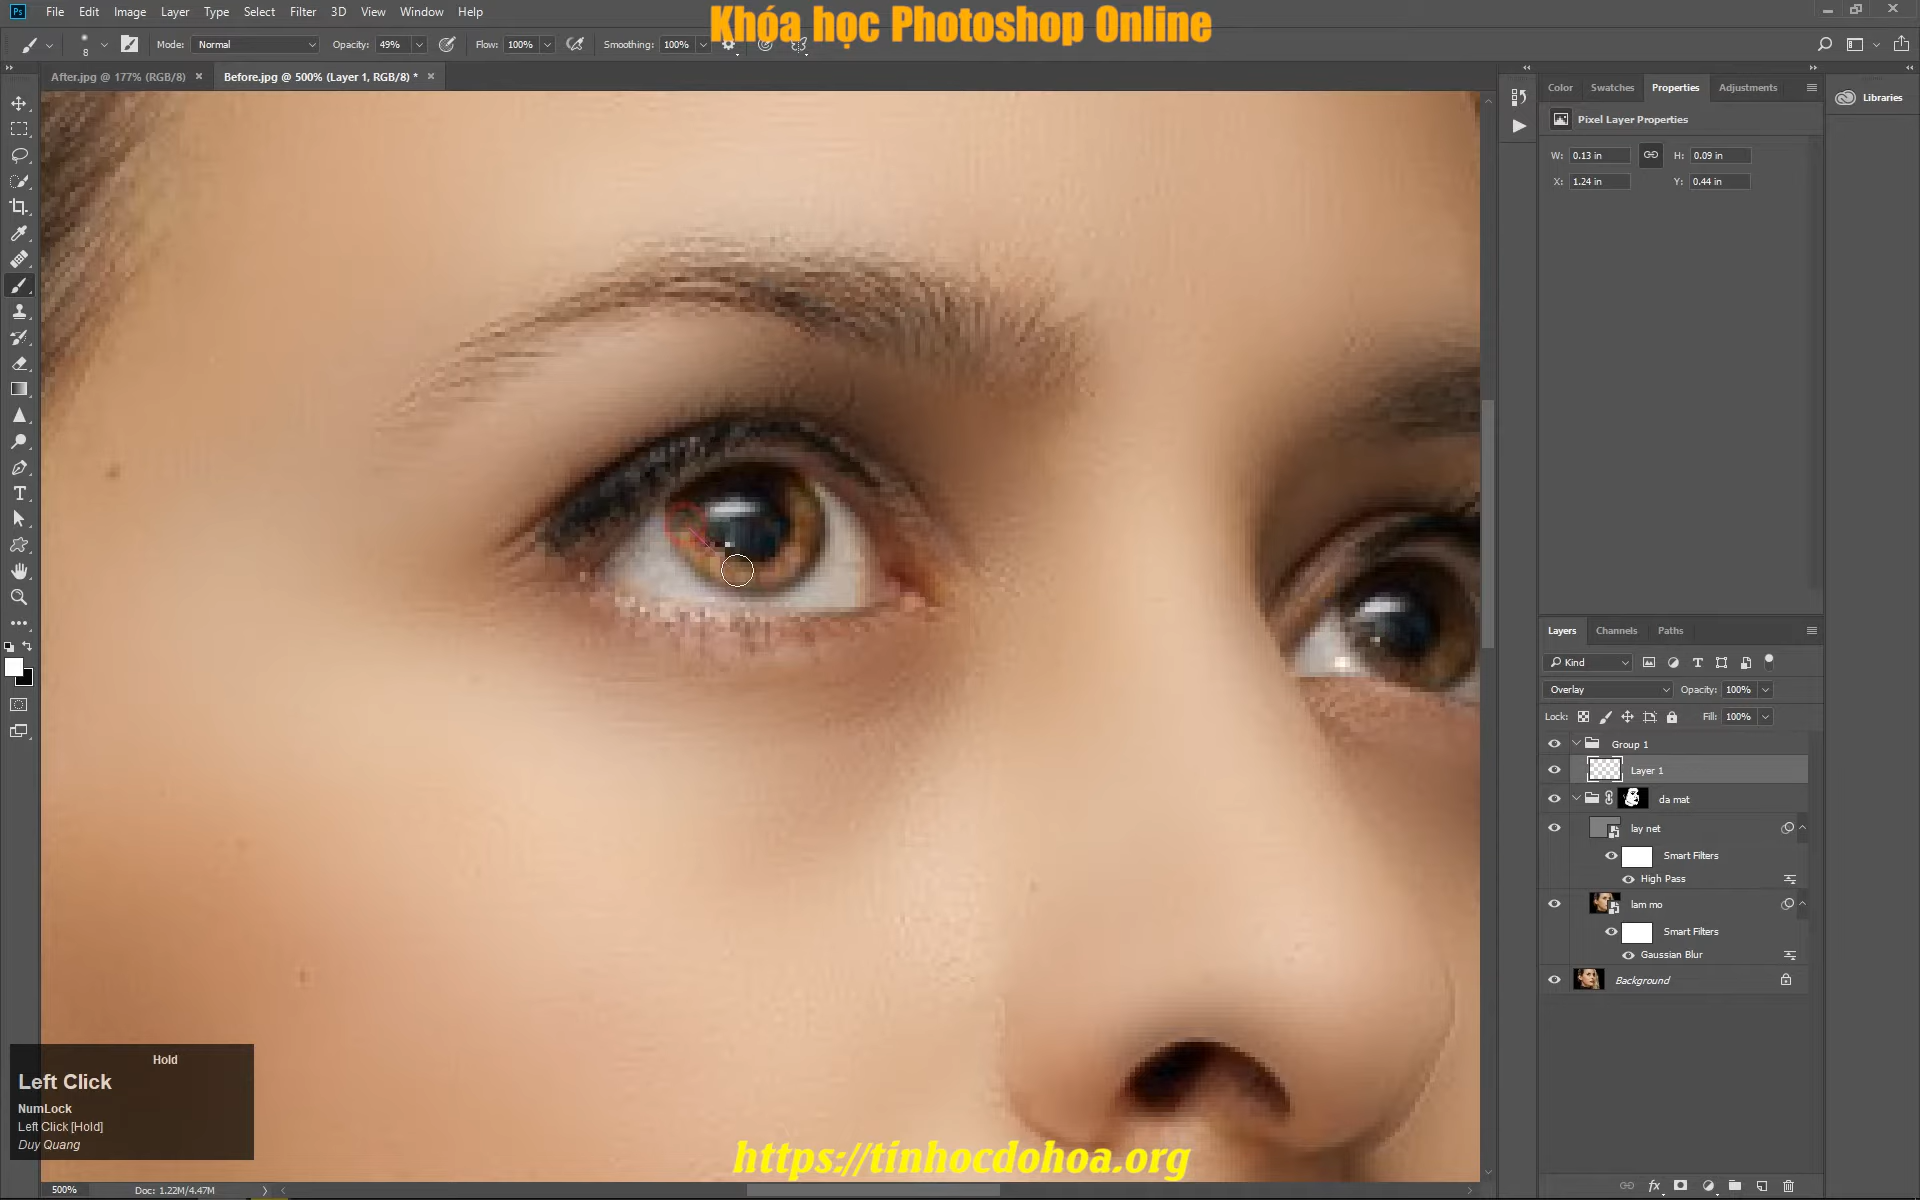 Khóa học Photoshop Online
Ps File Edit Image Layer Type Select Filter 3D View Window Help
8 Mode: Normal Opacity: 49% Flow: 100% Smoothing: 100%
After.jpg @ 177% (RGB/8) × Before.jpg @ 500% (Layer 1, RGB/8) * ×
Color Swatches Properties Adjustments
Libraries
Pixel Layer Properties
W: 0.13 in H: 0.09 in
X: 1.24 in Y: 0.44 in
Layers Channels Paths
Kind
Overlay Opacity: 100%
Lock: Fill: 100%
Group 1
Layer 1
da mat
lay net
Smart Filters
High Pass
lam mo
Smart Filters
Gaussian Blur
Background
Hold
Left Click
NumLock
Left Click [Hold]
Duy Quang
https://tinhocdohoa.org
500% Doc: 1.22M/4.47M